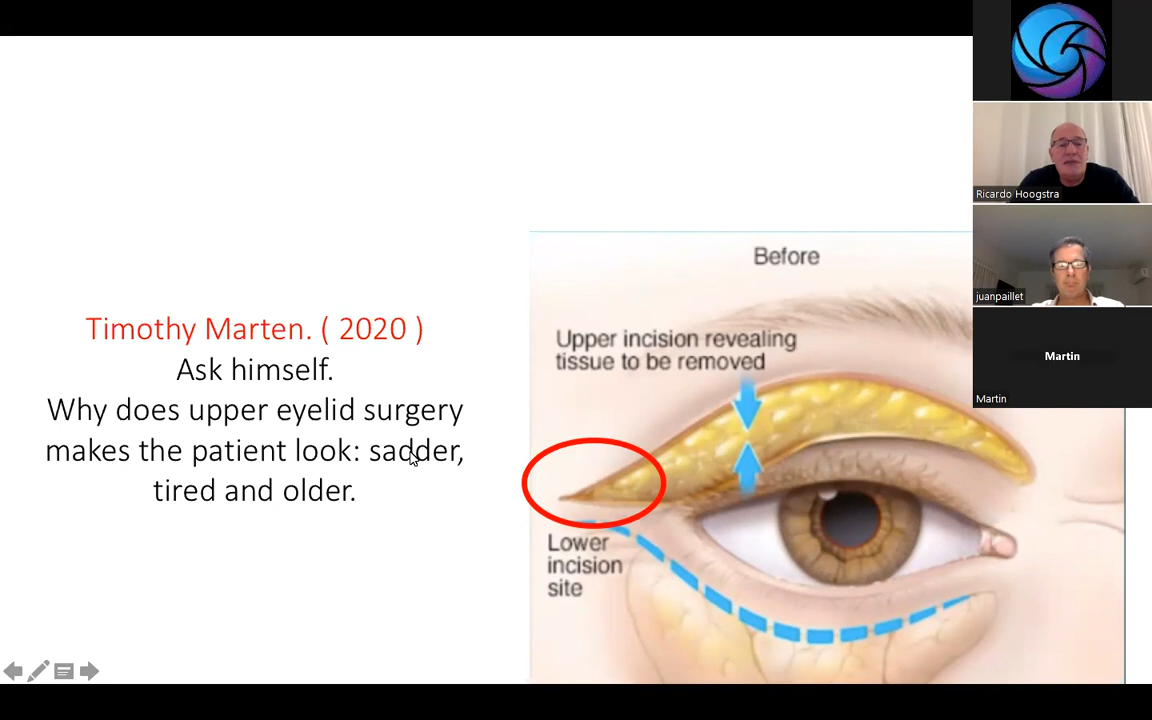 Timothy Marten. ( 2020 )
Ask himself.
Why does upper eyelid surgery
makes the patient look: sadder,
tired and older.
Before
Upper incision revealing
tissue to be removed
Lower
incision
site
Ricardo Hoogstra
juanpaillet
Martin
Martin